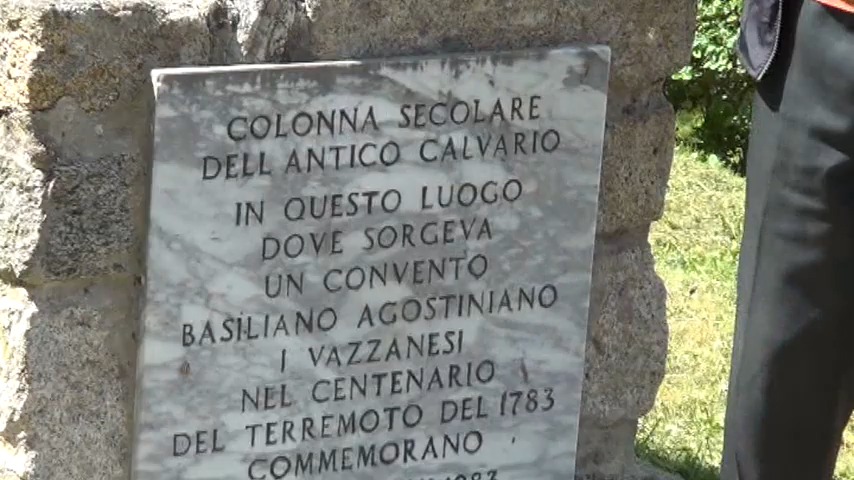 COLONNA SECOLARE
DELL ANTICO CALVARIO
IN QUESTO LUOGO
DOVE SORGEVA
UN CONVENTO
BASILIANO AGOSTINIANO
I VAZZANESI
NEL CENTENARIO
DEL TERREMOTO DEL 1783
COMMEMORANO